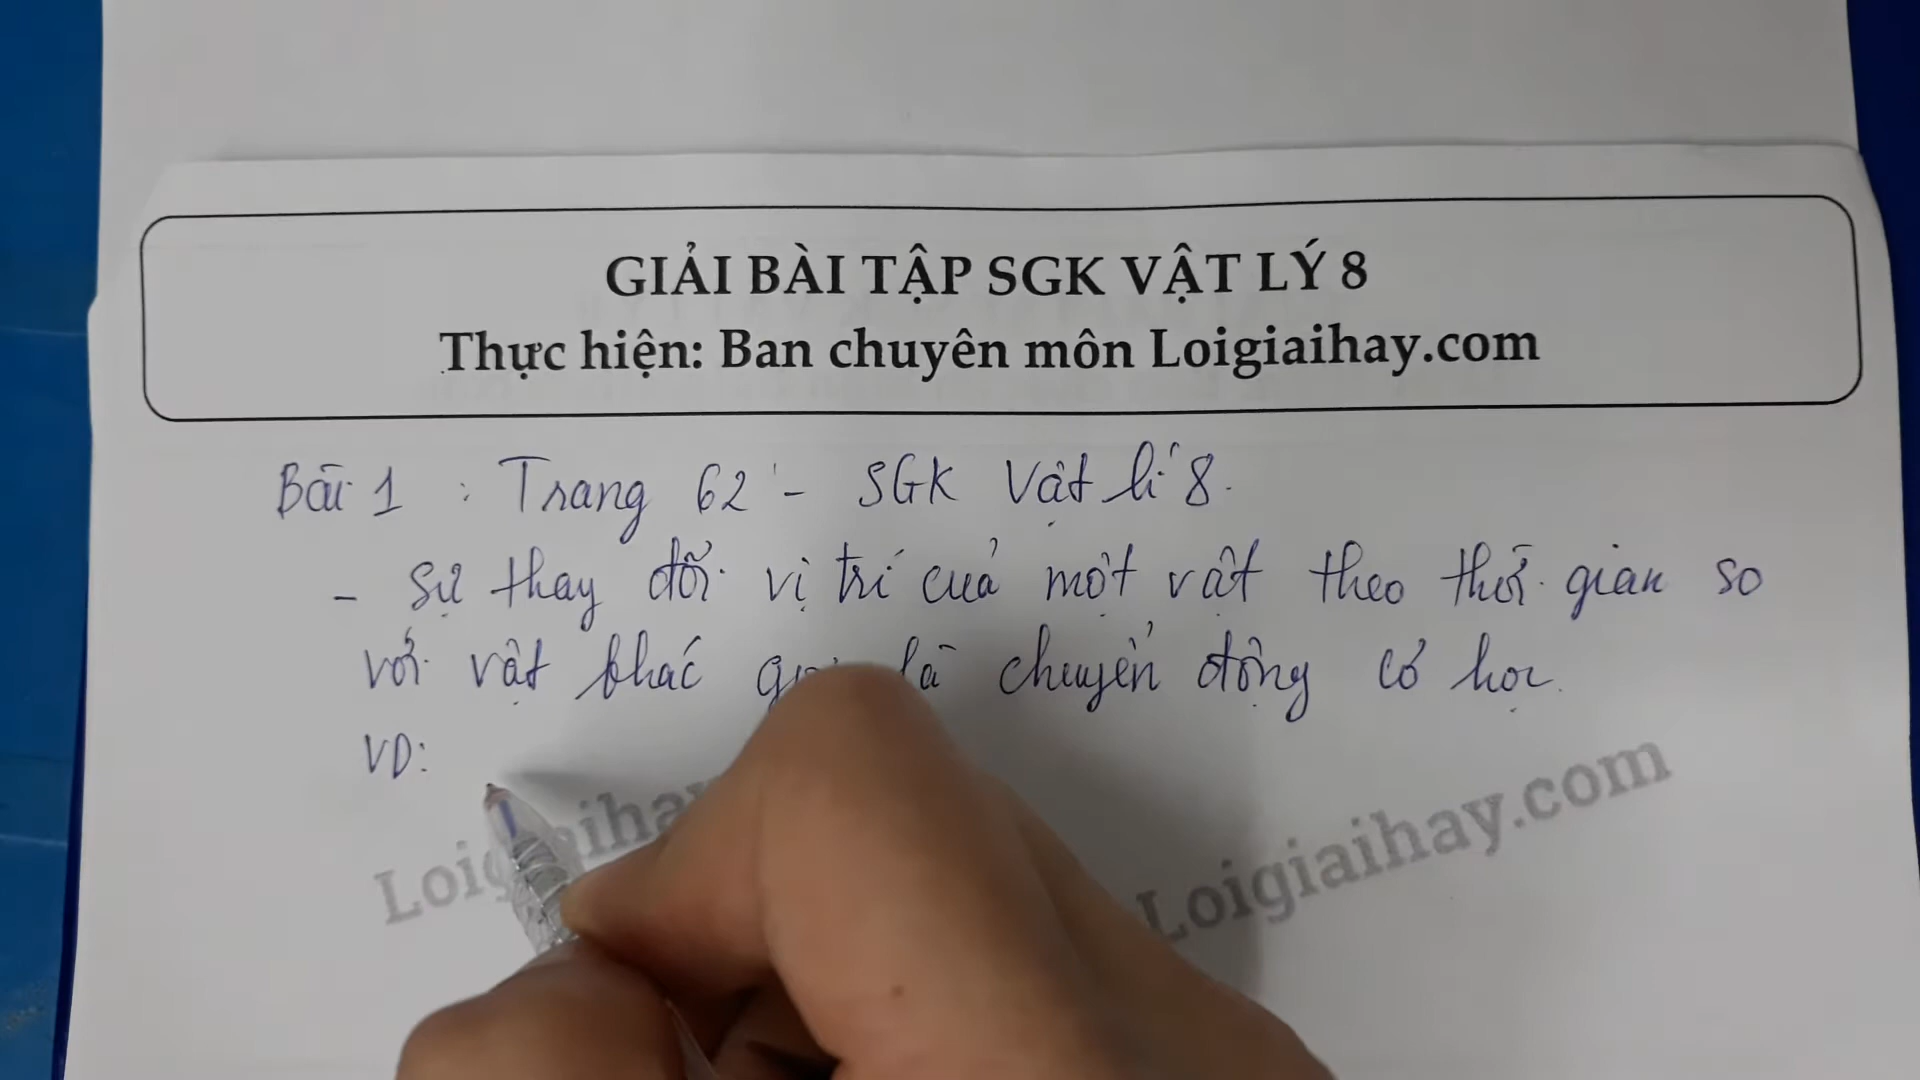 GIẢI BÀI TẬP SGK VẬT LÝ 8
Thực hiện: Ban chuyên môn Loigiaihay.com
Bài 1 : Trang 62 - SGK Vật lí 8.
- Sự thay đổi vị trí của một vật theo thời gian so
với vật khác là chuyển động cơ học.
VD:
Loigiaihay.com